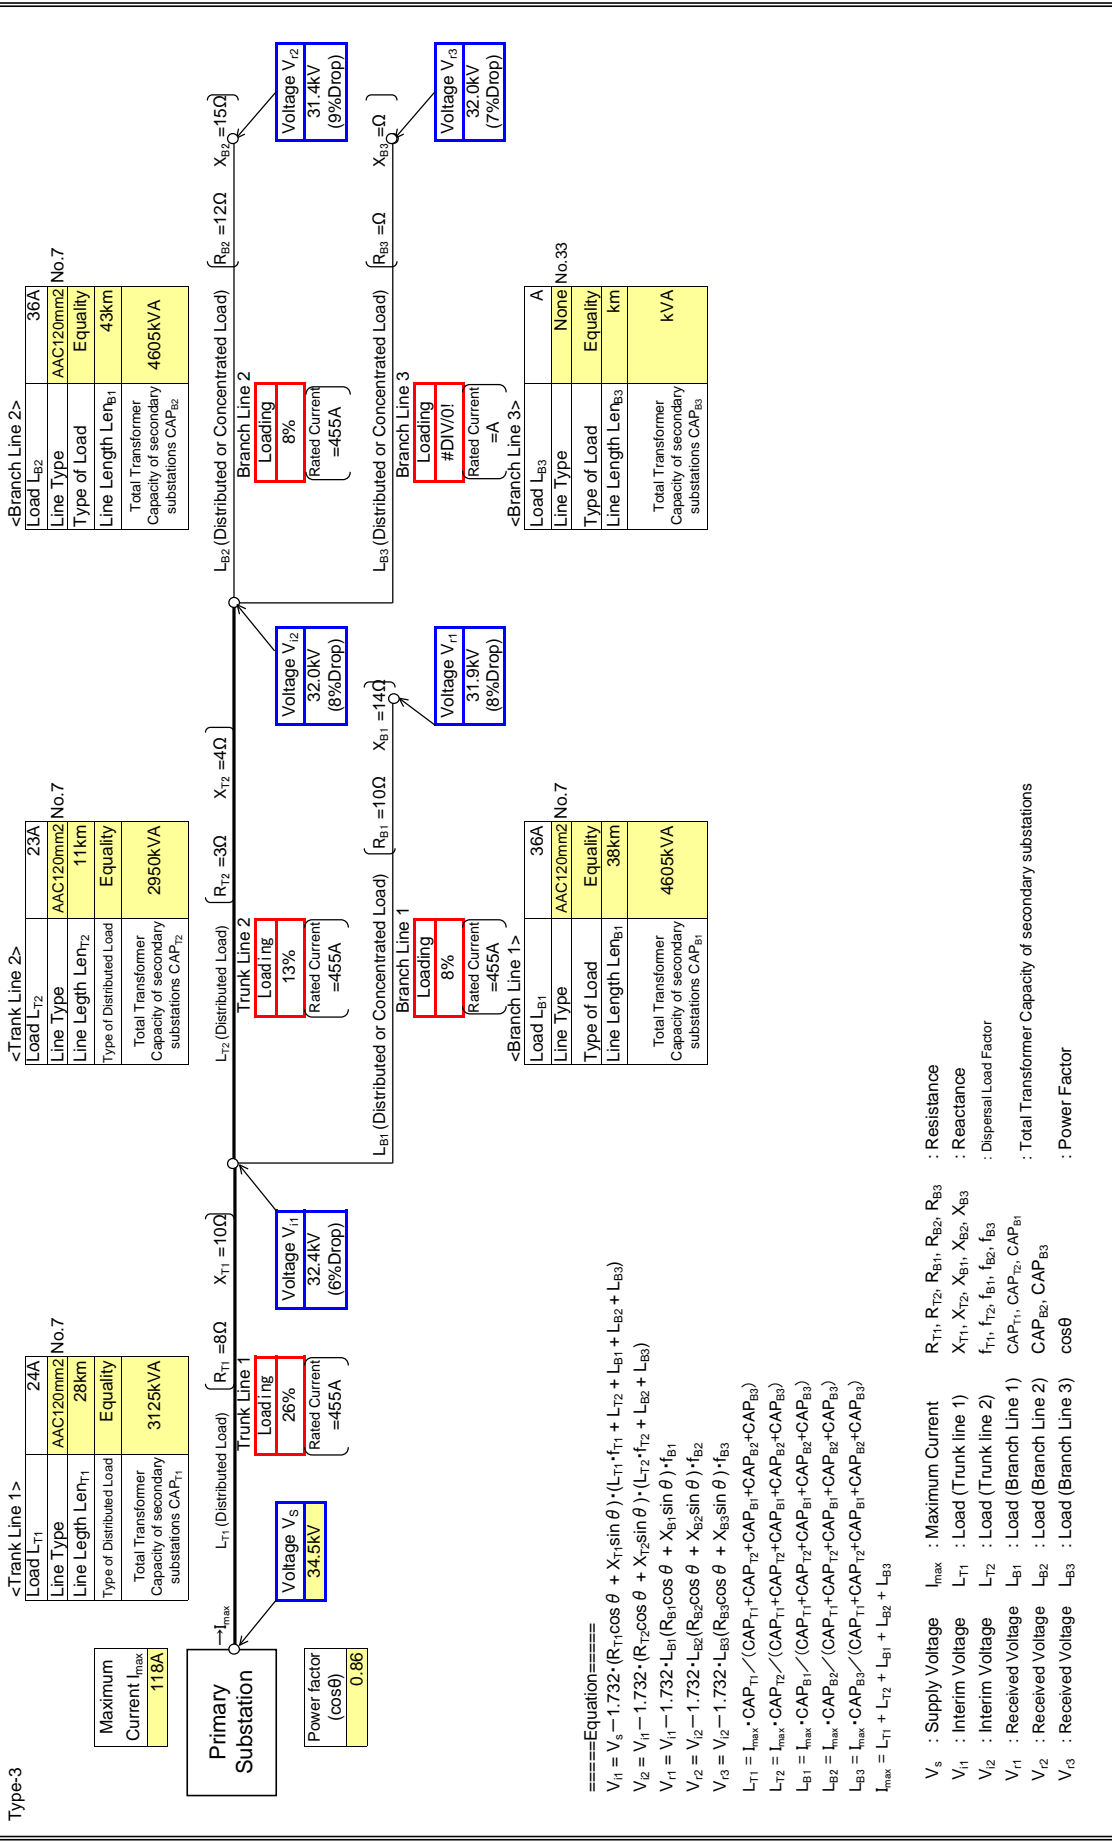 Type-3
Maximum
Current Imax
118A
Primary
Substation
Power factor
(cosθ)
0.86
→Imax
<Trank Line 1>
Load LT1 24A
Line Type AAC120mm2 No.7
Line Legth LenT1 28km
Type of Distributed Load Equality
Total Transformer
Capacity of secondary
substations CAPT1
3125kVA
LT1 (Distributed Load) RT1 =8Ω XT1 =10Ω
Trunk Line 1
Loading
26%
Rated Current
=455A
Voltage Vs
34.5kV
Voltage Vi1
32.4kV
(6%Drop)
<Trank Line 2>
Load LT2 23A
Line Type AAC120mm2 No.7
Line Legth LenT2 11km
Type of Distributed Load Equality
Total Transformer
Capacity of secondary
substations CAPT2
2950kVA
LT2 (Distributed Load) RT2 =3Ω XT2 =4Ω
Trunk Line 2
Loading
13%
Rated Current
=455A
Voltage Vi2
32.0kV
(8%Drop)
LB1 (Distributed or Concentrated Load) RB1 =10Ω XB1 =14Ω
Branch Line 1
Loading
8%
Rated Current
=455A
Voltage Vr1
31.9kV
(8%Drop)
<Branch Line 1>
Load LB1 36A
Line Type AAC120mm2 No.7
Type of Load Equality
Line Length LenB1 38km
Total Transformer
Capacity of secondary
substations CAPB1
4605kVA
<Branch Line 2>
Load LB2 36A
Line Type AAC120mm2 No.7
Type of Load Equality
Line Length LenB1 43km
Total Transformer
Capacity of secondary
substations CAPB2
4605kVA
LB2 (Distributed or Concentrated Load) RB2 =12Ω XB2 =15Ω
Branch Line 2
Loading
8%
Rated Current
=455A
Voltage Vr2
31.4kV
(9%Drop)
LB3 (Distributed or Concentrated Load) RB3 =Ω XB3 =Ω
Branch Line 3
Loading
#DIV/0!
Rated Current
=A
Voltage Vr3
32.0kV
(7%Drop)
<Branch Line 3>
Load LB3 A
Line Type None No.33
Type of Load Equality
Line Length LenB3 km
Total Transformer
Capacity of secondary
substations CAPB3
kVA
=====Equation=====
Vi1 = Vs－1.732・(RT1cos θ + XT1sin θ)・(LT1・fT1 + LT2 + LB1 + LB2 + LB3)
Vi2 = Vi1－1.732・(RT2cos θ + XT2sin θ)・(LT2・fT2 + LB2 + LB3)
Vr1 = Vi1－1.732・LB1(RB1cos θ + XB1sin θ)・fB1
Vr2 = Vi2－1.732・LB2(RB2cos θ + XB2sin θ)・fB2
Vr3 = Vi2－1.732・LB3(RB3cos θ + XB3sin θ)・fB3
LT1 = Imax・CAPT1／(CAPT1+CAPT2+CAPB1+CAPB2+CAPB3)
LT2 = Imax・CAPT2／(CAPT1+CAPT2+CAPB1+CAPB2+CAPB3)
LB1 = Imax・CAPB1／(CAPT1+CAPT2+CAPB1+CAPB2+CAPB3)
LB2 = Imax・CAPB2／(CAPT1+CAPT2+CAPB1+CAPB2+CAPB3)
LB3 = Imax・CAPB3／(CAPT1+CAPT2+CAPB1+CAPB2+CAPB3)
Imax = LT1 + LT2 + LB1 + LB2 + LB3
Vs : Supply Voltage Imax : Maximum Current RT1, RT2, RB1, RB2, RB3 : Resistance
Vi1 : Interim Voltage LT1 : Load (Trunk line 1) XT1, XT2, XB1, XB2, XB3 : Reactance
Vi2 : Interim Voltage LT2 : Load (Trunk line 2) fT1, fT2, fB1, fB2, fB3 : Dispersal Load Factor
Vr1 : Received Voltage LB1 : Load (Branch Line 1) CAPT1, CAPT2, CAPB1 : Total Transformer Capacity of secondary substations
Vr2 : Received Voltage LB2 : Load (Branch Line 2) CAPB2, CAPB3
Vr3 : Received Voltage LB3 : Load (Branch Line 3) cosθ : Power Factor